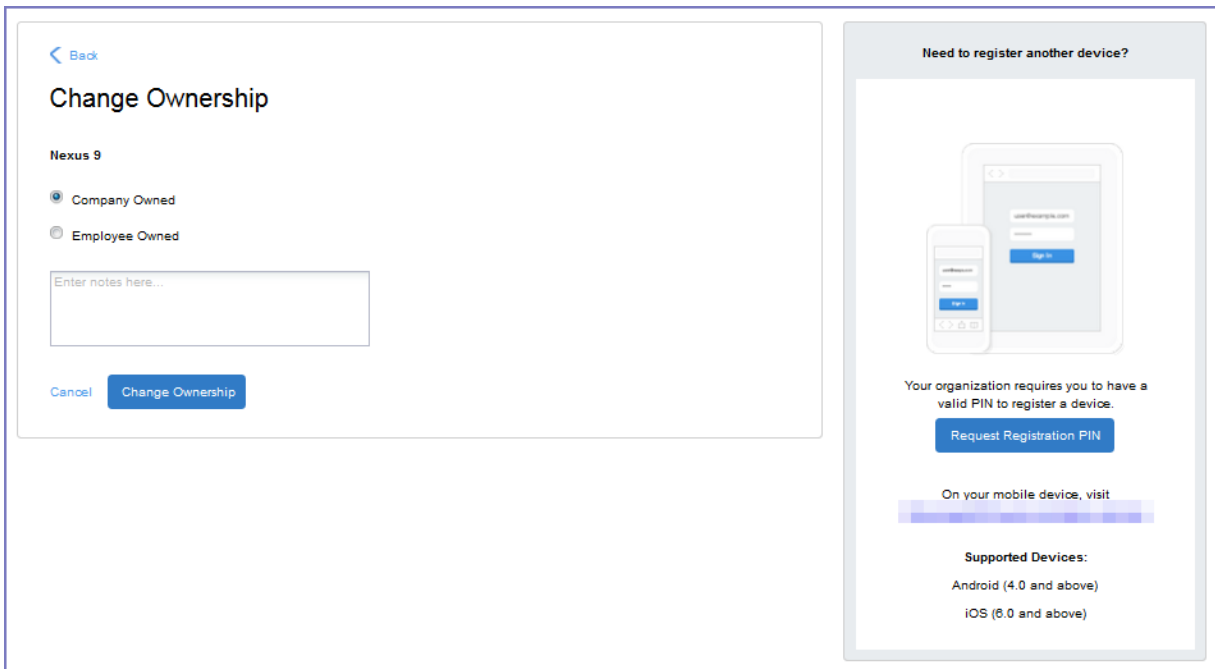 Back
Change Ownership
Nexus 9
Company Owned
Employee Owned
Enter notes here...
Cancel
Change Ownership
Need to register another device?
Sign In
Sign In
Your organization requires you to have a
valid PIN to register a device.
Request Registration PIN
On your mobile device, visit
Supported Devices:
Android (4.0 and above)
iOS (6.0 and above)